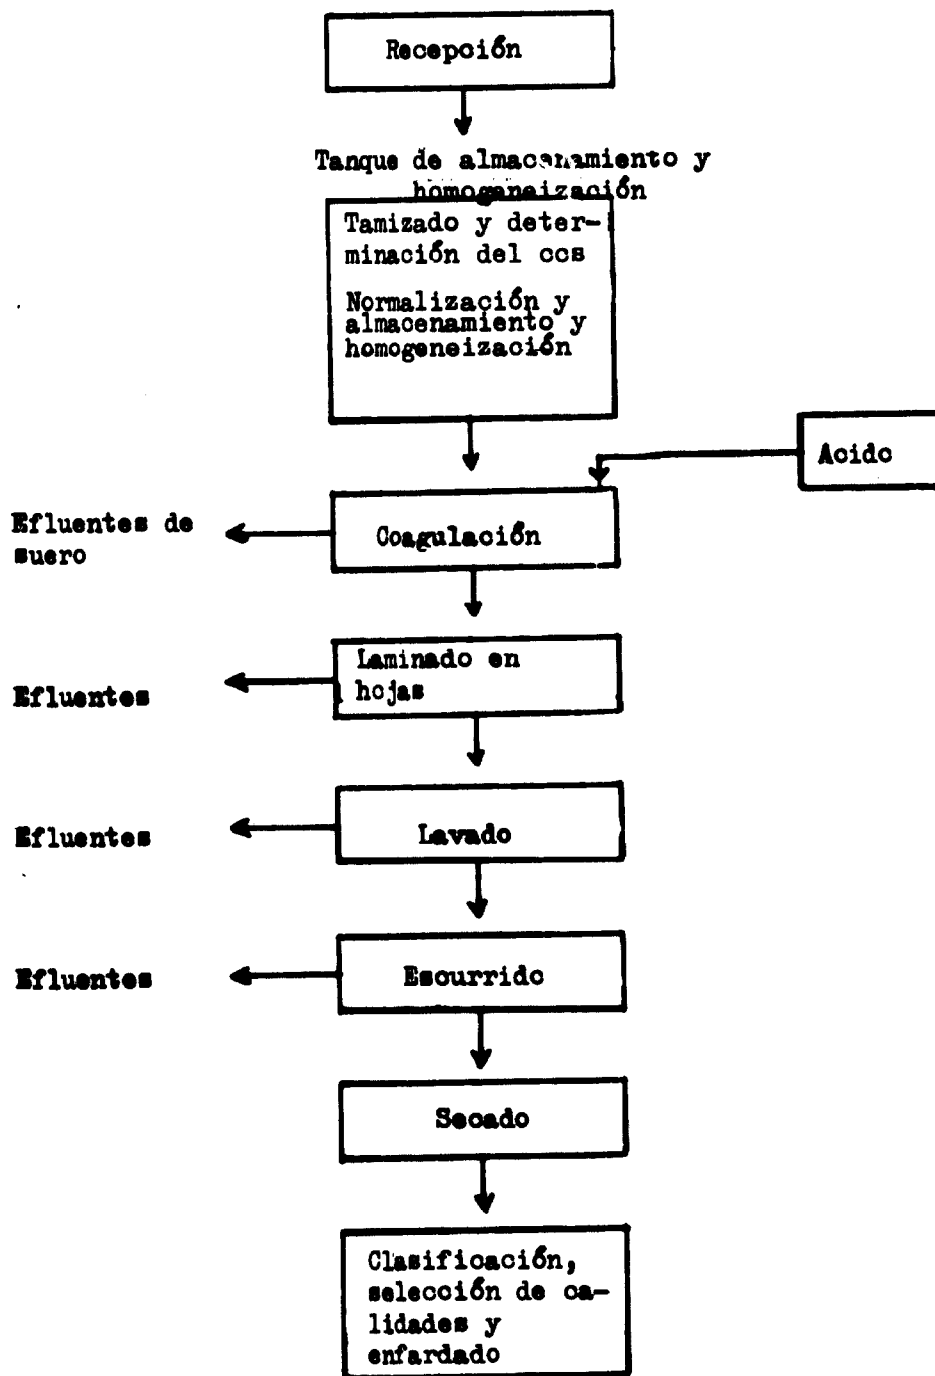 Recepción
Tanque de almacenamiento y
homogeneización
Tamizado y deter-
minación del ccs
Normalización y
almacenamiento y
homogeneización
Acido
Efluentes de
suero
Coagulación
Laminado en
hojas
Efluentes
Efluentes
Lavado
Efluentes
Escurrido
Secado
Clasificación,
selección de ca-
lidades y
enfardado